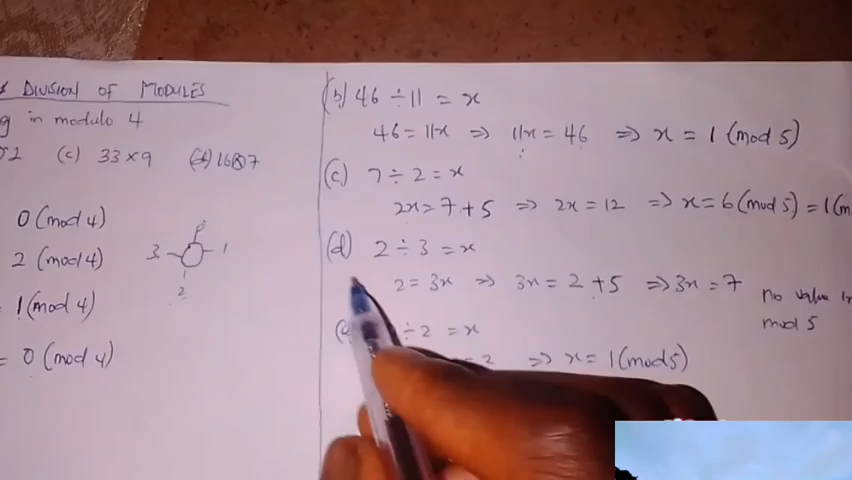 DIVISION OF MODULES
in modulo 4
(c) 33 × 9
0 (mod 4)
2 (mod 4)
1 (mod 4)
= 0 (mod 4)
3 1
2
(b) 46 ÷ 11 = x
46 = 11x ⇒ 11x = 46 ⇒ x = 1 (mod 5)
(c) 7 ÷ 2 = x
2x = 7 + 5 ⇒ 2x = 12 ⇒ x = 6 (mod 5) = 1 (m
(d) 2 ÷ 3 = x
2 = 3x ⇒ 3x = 2 + 5 ⇒ 3x = 7
no value in
mod 5
÷ 2 = x
= 2 ⇒ x = 1 (mod 5)